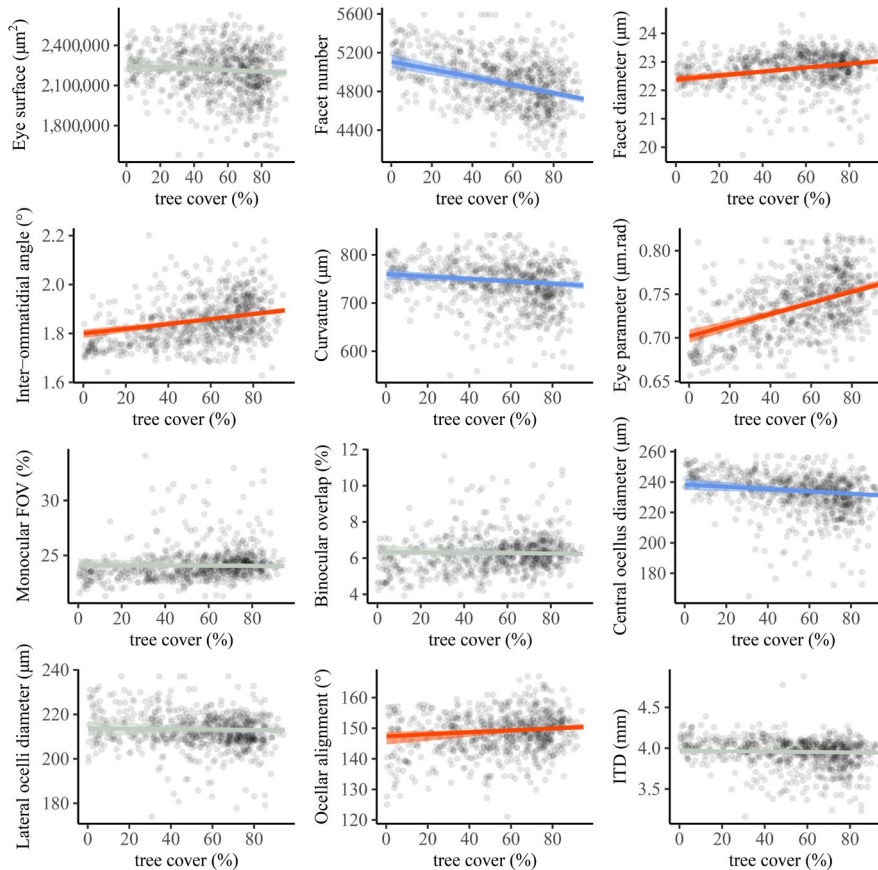 Eye surface (μm²)
2,400,000
2,100,000
1,800,000
0 20 40 60 80
tree cover (%)
Facet number
5600
5200
4800
4400
0 20 40 60 80
tree cover (%)
Facet diameter (μm)
24
23
22
21
20
0 20 40 60 80
tree cover (%)
Inter−ommatidial angle (°)
2.2
2.0
1.8
1.6
0 20 40 60 80
tree cover (%)
Curvature (μm)
800
700
600
0 20 40 60 80
tree cover (%)
Eye parameter (μm.rad)
0.80
0.75
0.70
0.65
0 20 40 60 80
tree cover (%)
Monocular FOV (%)
30
25
0 20 40 60 80
tree cover (%)
Binocular overlap (%)
12
10
8
6
4
0 20 40 60 80
tree cover (%)
Central ocellus diameter (μm)
260
240
220
200
180
0 20 40 60 80
tree cover (%)
Lateral ocelli diameter (μm)
240
220
210
200
180
0 20 40 60 80
tree cover (%)
Ocellar alignment (°)
160
150
140
130
120
0 20 40 60 80
tree cover (%)
ITD (mm)
4.5
4.0
3.5
0 20 40 60 80
tree cover (%)